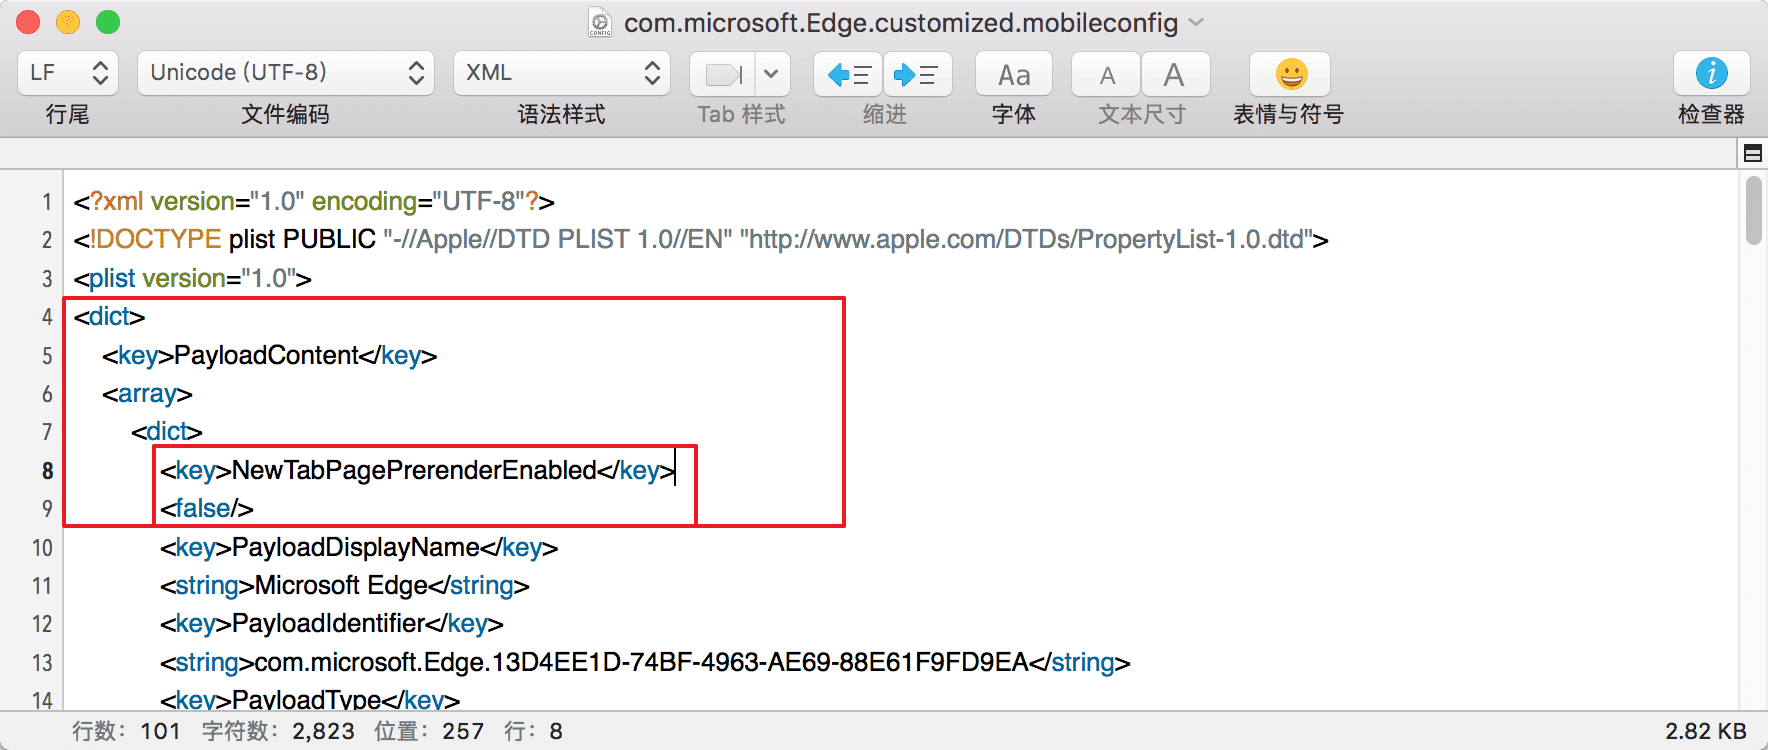 com.microsoft.Edge.customized.mobileconfig
LF Unicode (UTF-8) XML Aa A A
行尾 文件编码 语法样式 Tab 样式 缩进 字体 文本尺寸 表情与符号 检查器
1 <?xml version="1.0" encoding="UTF-8"?>
2 <!DOCTYPE plist PUBLIC "-//Apple//DTD PLIST 1.0//EN" "http://www.apple.com/DTDs/PropertyList-1.0.dtd">
3 <plist version="1.0">
4 <dict>
5 <key>PayloadContent</key>
6 <array>
7 <dict>
8 <key>NewTabPagePrerenderEnabled</key>
9 <false/>
10 <key>PayloadDisplayName</key>
11 <string>Microsoft Edge</string>
12 <key>PayloadIdentifier</key>
13 <string>com.microsoft.Edge.13D4EE1D-74BF-4963-AE69-88E61F9FD9EA</string>
14 <key>PayloadType</key>
行数: 101 字符数: 2,823 位置: 257 行: 8 2.82 KB